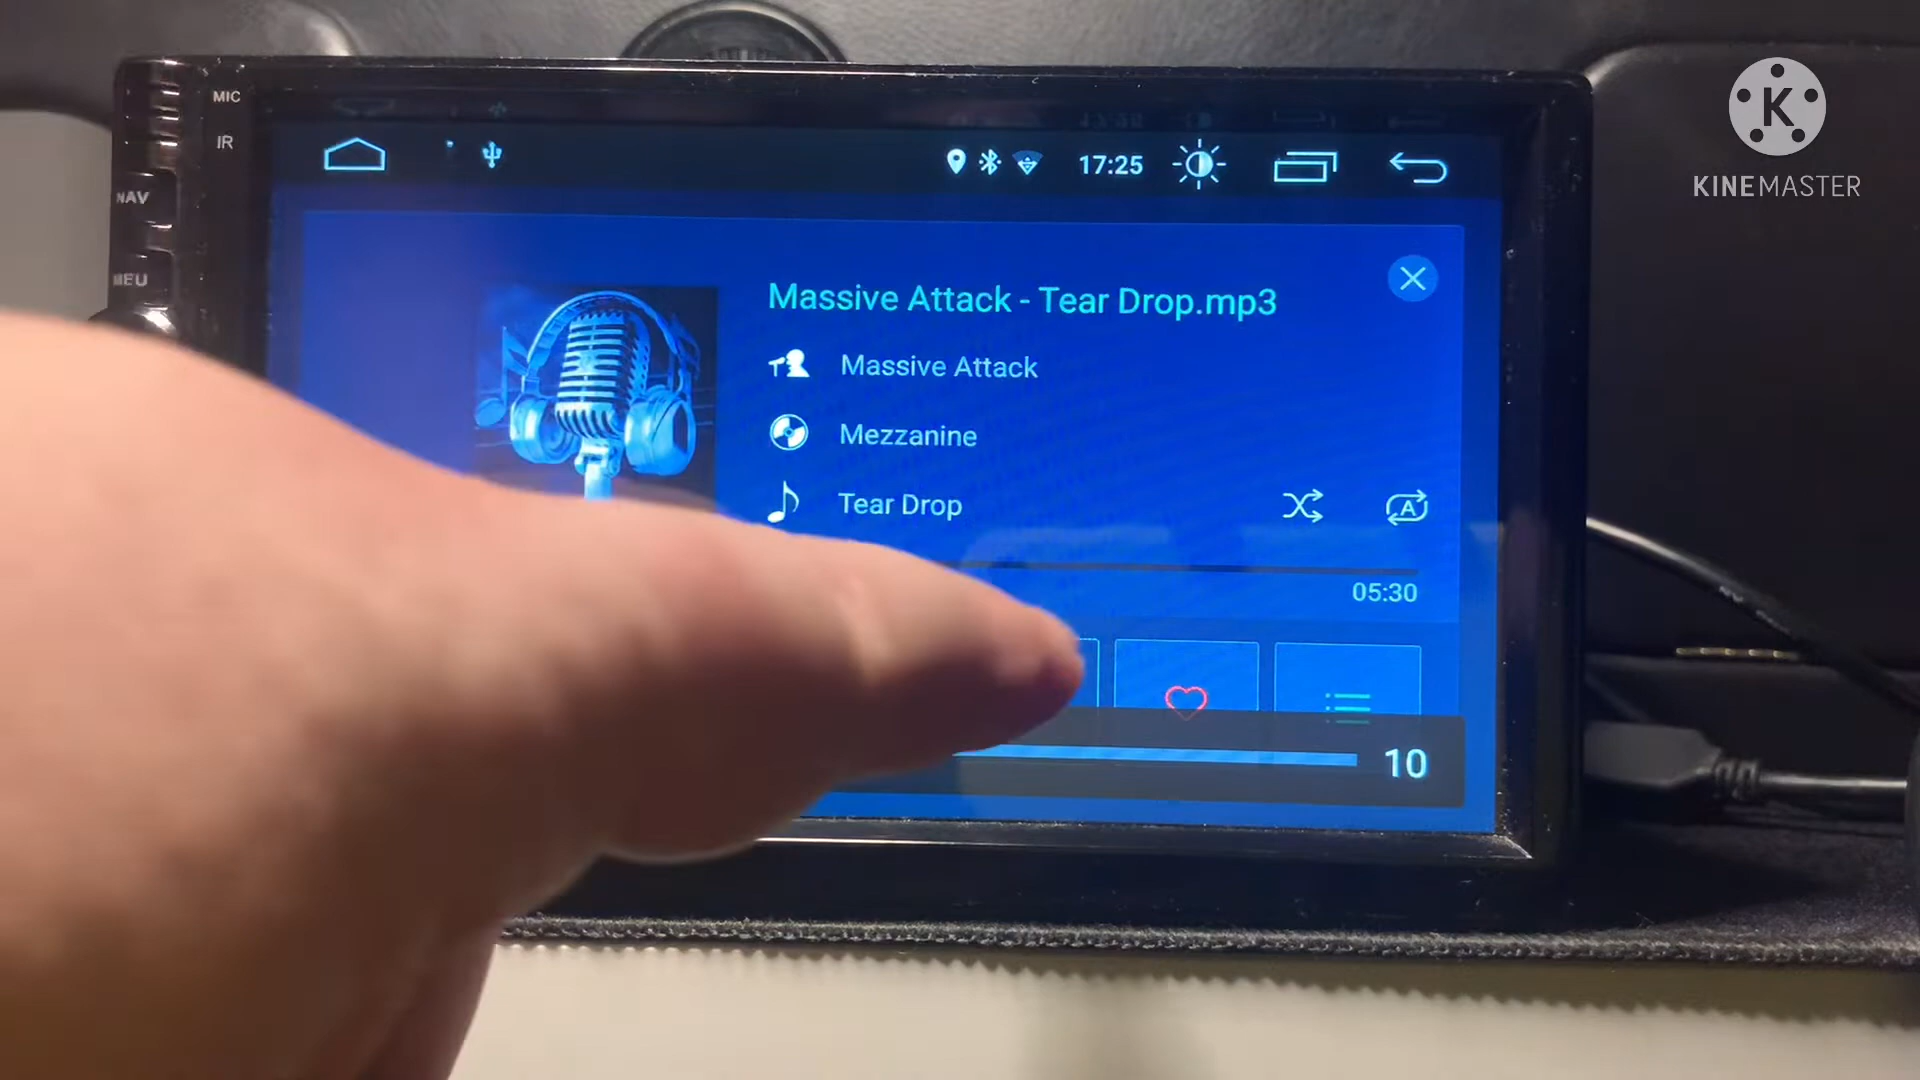 MIC
IR
NAV
MEU
17:25
Massive Attack - Tear Drop.mp3
Massive Attack
Mezzanine
Tear Drop
A
05:30
10
K
KINEMASTER